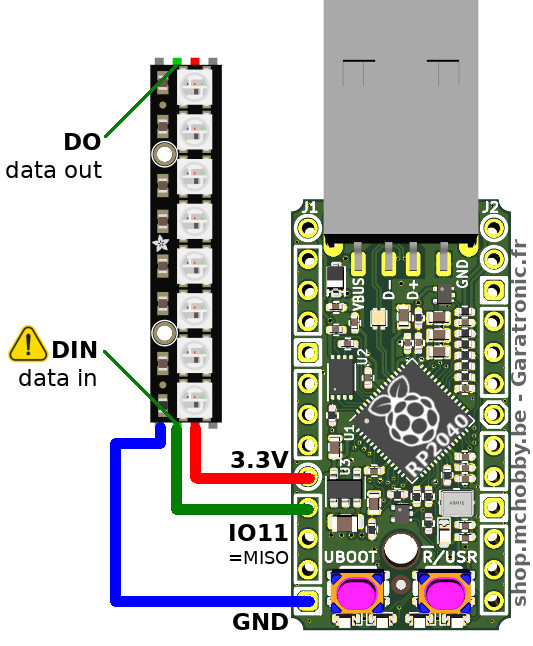 DO
data out
DIN
data in
3.3V
IO11
=MISO
GND
J1
J2
VBUS
D-
D+
GND
U2
U1
U3
RP2040
UBOOT
R/USR
shop.mchobby.be - Garatronic.fr